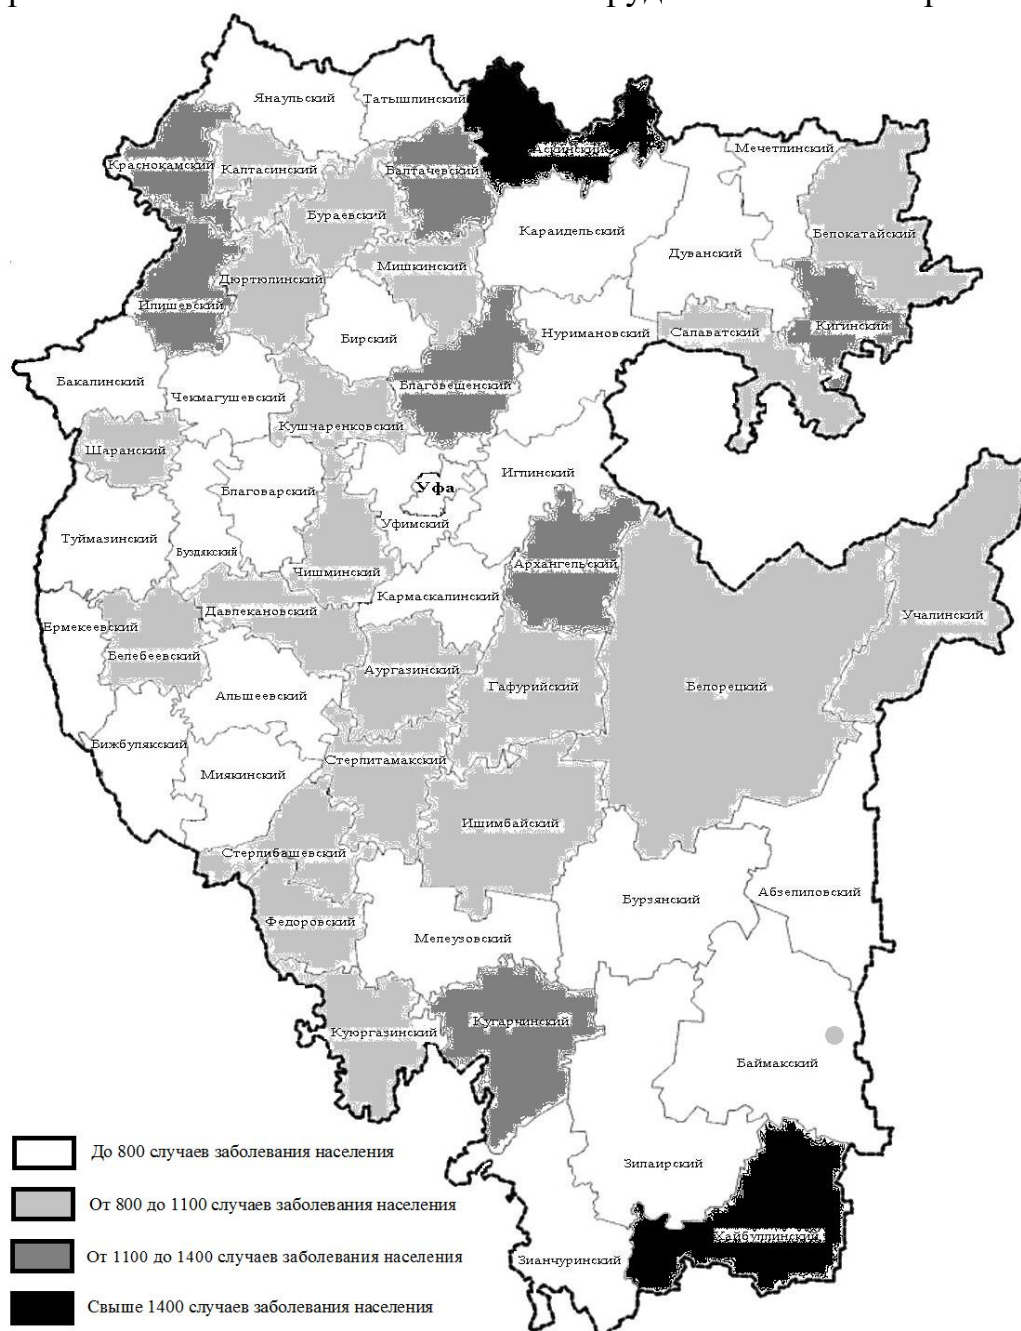 Янаульский
Татышлинский
Аскинский
Мечетлинский
Краснокамский
Калтасинский
Балтачевский
Бураевский
Караидельский
Дуванский
Белокатайский
Мишкинский
Дюртюлинский
Илишевский
Бирский
Нуримановский
Салаватский
Кигинский
Бакалинский
Чекмагушевский
Благовещенский
Кушчаренковский
Шаранский
Благоварский
Уфа
Иглинский
Уфимский
Туймазинский
Буздякский
Чишминский
Архангельский
Кармаскалинский
Давлекановский
Учалинский
Ермекеевский
Белебеевский
Аургазинский
Гафурийский
Белорецкий
Альшеевский
Бижбулякский
Миякинский
Стерлитамакский
Ишимбайский
Стерлибашевский
Бурзянский
Абзелиловский
Федоровский
Мелеузовский
Куюргазинский
Кугарчинский
Баймакский
Зилаирский
Хайбуллинский
Зианчуринский
До 800 случаев заболевания населения
От 800 до 1100 случаев заболевания населения
От 1100 до 1400 случаев заболевания населения
Свыше 1400 случаев заболевания населения